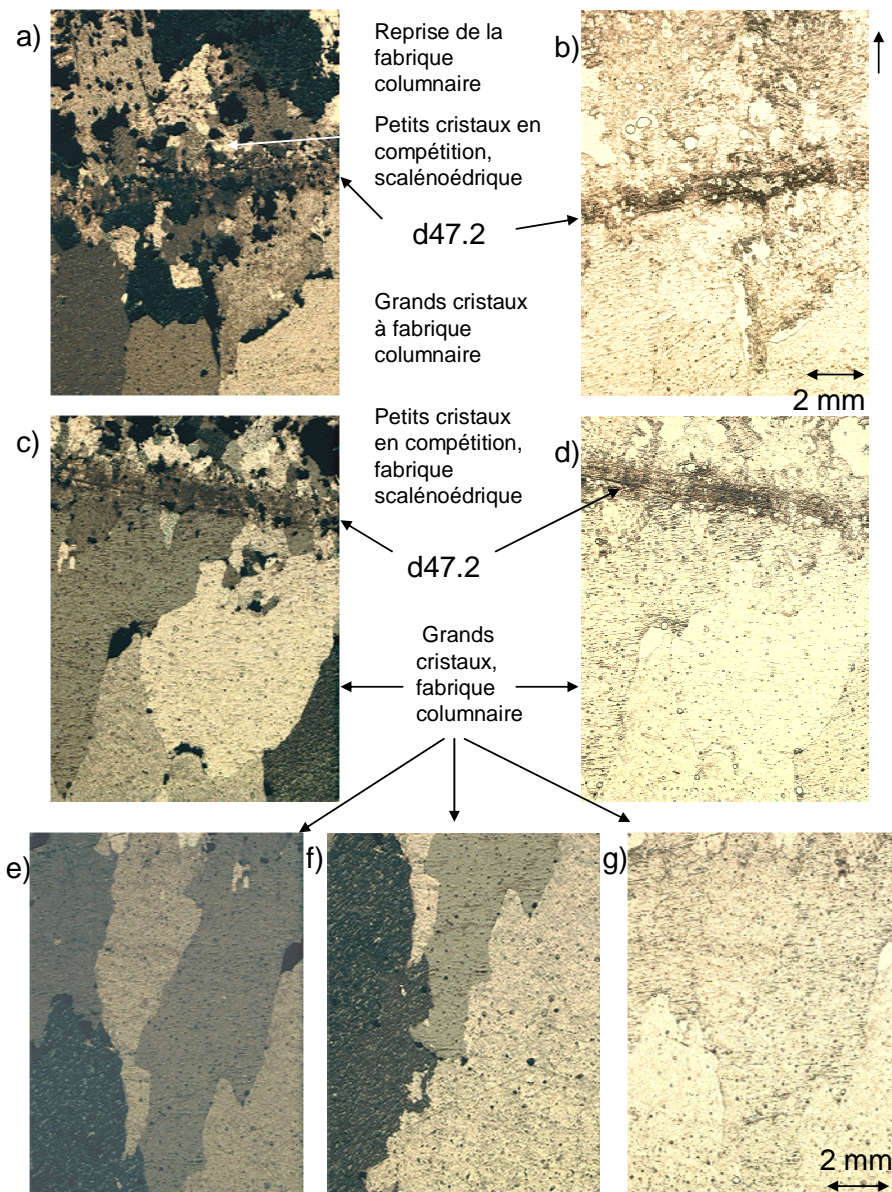 a)
Reprise de la
fabrique
columnaire
b)
Petits cristaux en
compétition,
scalénoédrique
d47.2
Grands cristaux
à fabrique
columnaire
2 mm
c)
Petits cristaux
en compétition,
fabrique
scalénoédrique
d)
d47.2
Grands
cristaux,
fabrique
columnaire
e)
f)
g)
2 mm